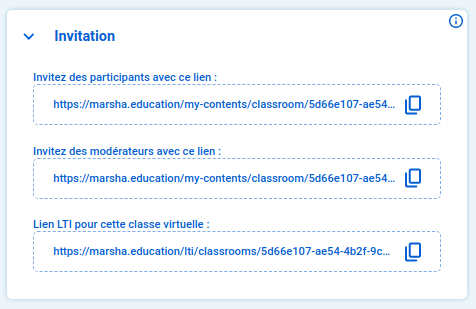 Invitation
Invitez des participants avec ce lien :
https://marsha.education/my-contents/classroom/5d66e107-ae54...
Invitez des modérateurs avec ce lien :
https://marsha.education/my-contents/classroom/5d66e107-ae54...
Lien LTI pour cette classe virtuelle :
https://marsha.education/lti/classrooms/5d66e107-ae54-4b2f-9c...